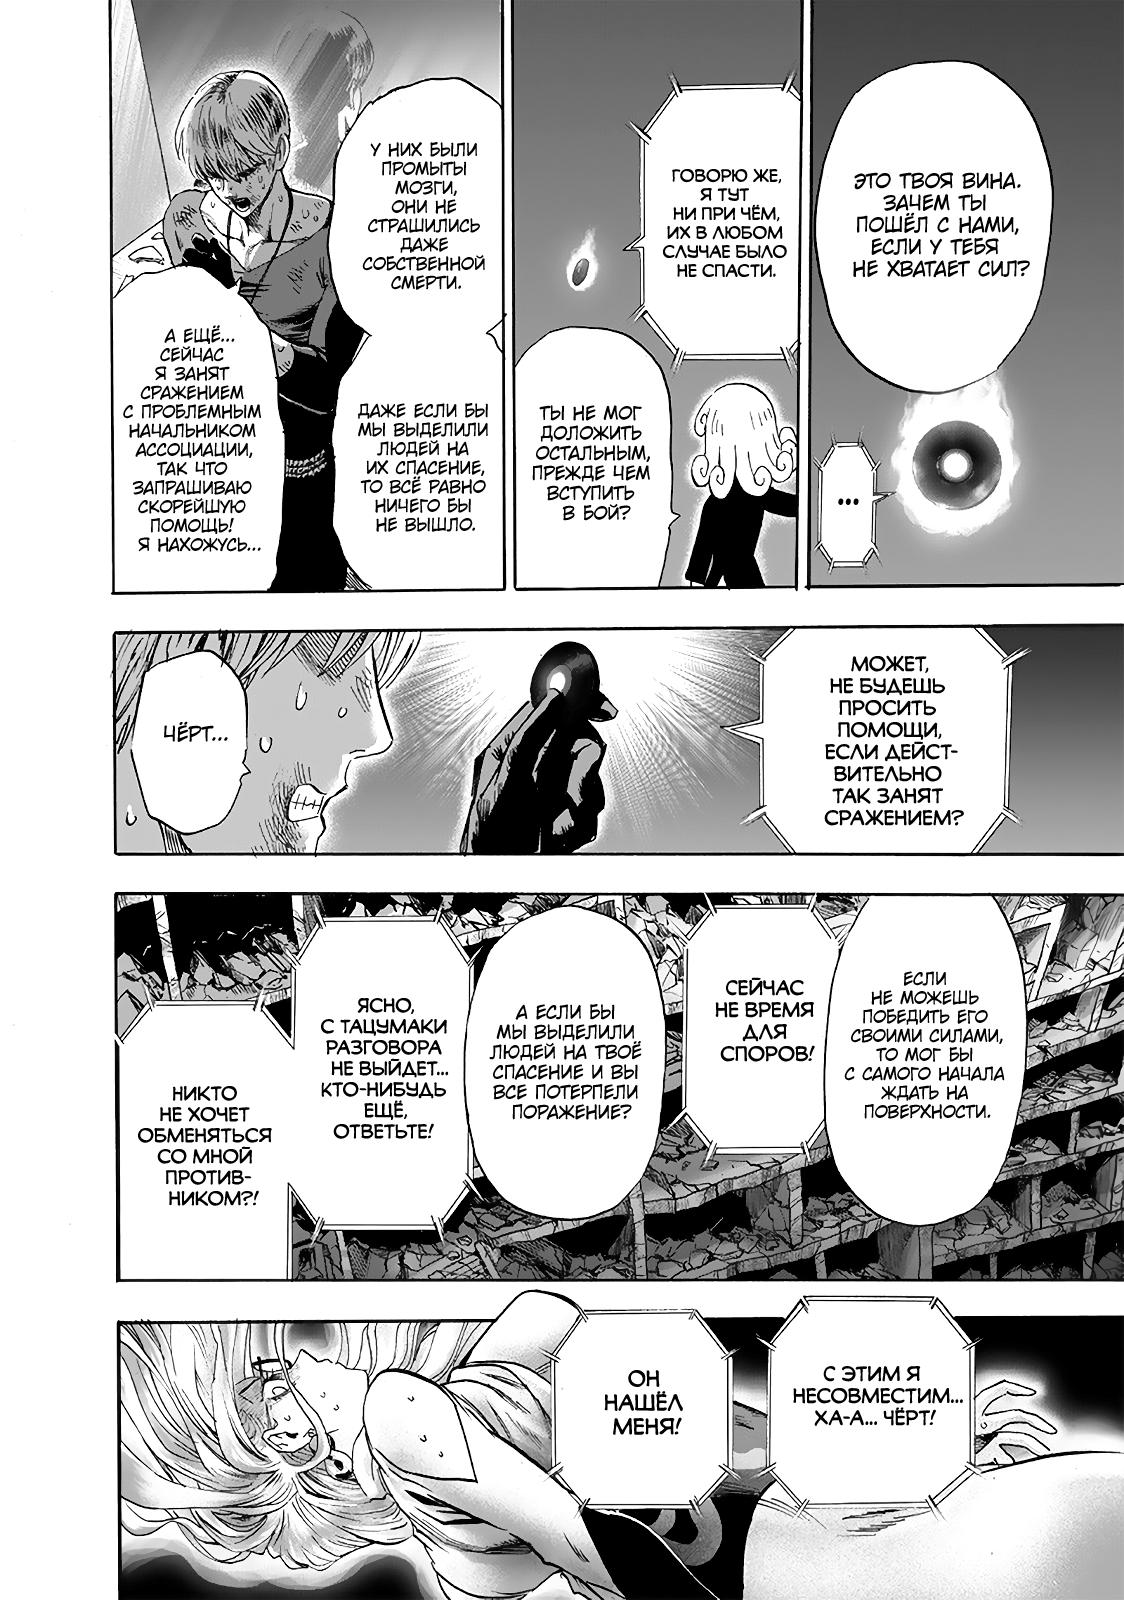 ЭТО ТВОЯ ВИНА.
ЗАЧЕМ ТЫ
ПОШЁЛ С НАМИ,
ЕСЛИ У ТЕБЯ
НЕ ХВАТАЕТ СИЛ?
...
ГОВОРЮ ЖЕ,
Я ТУТ
НИ ПРИ ЧЁМ,
ИХ В ЛЮБОМ
СЛУЧАЕ БЫЛО
НЕ СПАСТИ.
ТЫ НЕ МОГ
ДОЛОЖИТЬ
ОСТАЛЬНЫМ,
ПРЕЖДЕ ЧЕМ
ВСТУПИТЬ
В БОЙ?
У НИХ БЫЛИ
ПРОМЫТЫ
МОЗГИ,
ОНИ НЕ
СТРАШИЛИСЬ
ДАЖЕ
СОБСТВЕННОЙ
СМЕРТИ.
ДАЖЕ ЕСЛИ БЫ
МЫ ВЫДЕЛИЛИ
ЛЮДЕЙ НА
ИХ СПАСЕНИЕ,
ТО ВСЁ РАВНО
НИЧЕГО БЫ
НЕ ВЫШЛО.
А ЕЩЁ...
СЕЙЧАС
Я ЗАНЯТ
СРАЖЕНИЕМ
С ПРОБЛЕМНЫМ
НАЧАЛЬНИКОМ
АССОЦИАЦИИ,
ТАК ЧТО
ЗАПРАШИВАЮ
СКОРЕЙШУЮ
ПОМОЩЬ!
Я НАХОЖУСЬ...
МОЖЕТ,
НЕ БУДЕШЬ
ПРОСИТЬ
ПОМОЩИ,
ЕСЛИ ДЕЙСТ-
ВИТЕЛЬНО
ТАК ЗАНЯТ
СРАЖЕНИЕМ?
ЧЁРТ...
ЕСЛИ
НЕ МОЖЕШЬ
ПОБЕДИТЬ ЕГО
СВОИМИ СИЛАМИ,
ТО МОГ БЫ
С САМОГО НАЧАЛА
ЖДАТЬ НА
ПОВЕРХНОСТИ.
СЕЙЧАС
НЕ ВРЕМЯ
ДЛЯ
СПОРОВ!
А ЕСЛИ БЫ
МЫ ВЫДЕЛИЛИ
ЛЮДЕЙ НА ТВОЁ
СПАСЕНИЕ И ВЫ
ВСЕ ПОТЕРПЕЛИ
ПОРАЖЕНИЕ?
ЯСНО,
С ТАЦУМАКИ
РАЗГОВОРА
НЕ ВЫЙДЕТ...
КТО-НИБУДЬ
ЕЩЁ,
ОТВЕТЬТЕ!
НИКТО
НЕ ХОЧЕТ
ОБМЕНЯТЬСЯ
СО МНОЙ
ПРОТИВ-
НИКОМ?!
С ЭТИМ Я
НЕСОВМЕСТИМ...
ХА-А... ЧЁРТ!
ОН
НАШЁЛ
МЕНЯ!